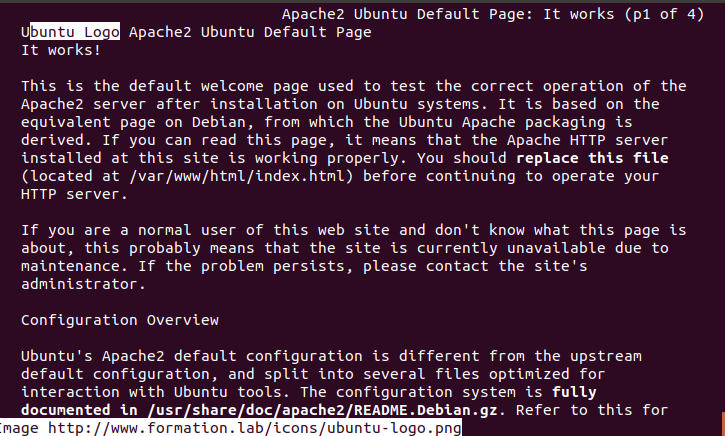 Apache2 Ubuntu Default Page: It works (p1 of 4)
Ubuntu Logo Apache2 Ubuntu Default Page
It works!
This is the default welcome page used to test the correct operation of the
Apache2 server after installation on Ubuntu systems. It is based on the
equivalent page on Debian, from which the Ubuntu Apache packaging is
derived. If you can read this page, it means that the Apache HTTP server
installed at this site is working properly. You should replace this file
(located at /var/www/html/index.html) before continuing to operate your
HTTP server.
If you are a normal user of this web site and don't know what this page is
about, this probably means that the site is currently unavailable due to
maintenance. If the problem persists, please contact the site's
administrator.
Configuration Overview
Ubuntu's Apache2 default configuration is different from the upstream
default configuration, and split into several files optimized for
interaction with Ubuntu tools. The configuration system is fully
documented in /usr/share/doc/apache2/README.Debian.gz. Refer to this for
Image http://www.formation.lab/icons/ubuntu-logo.png